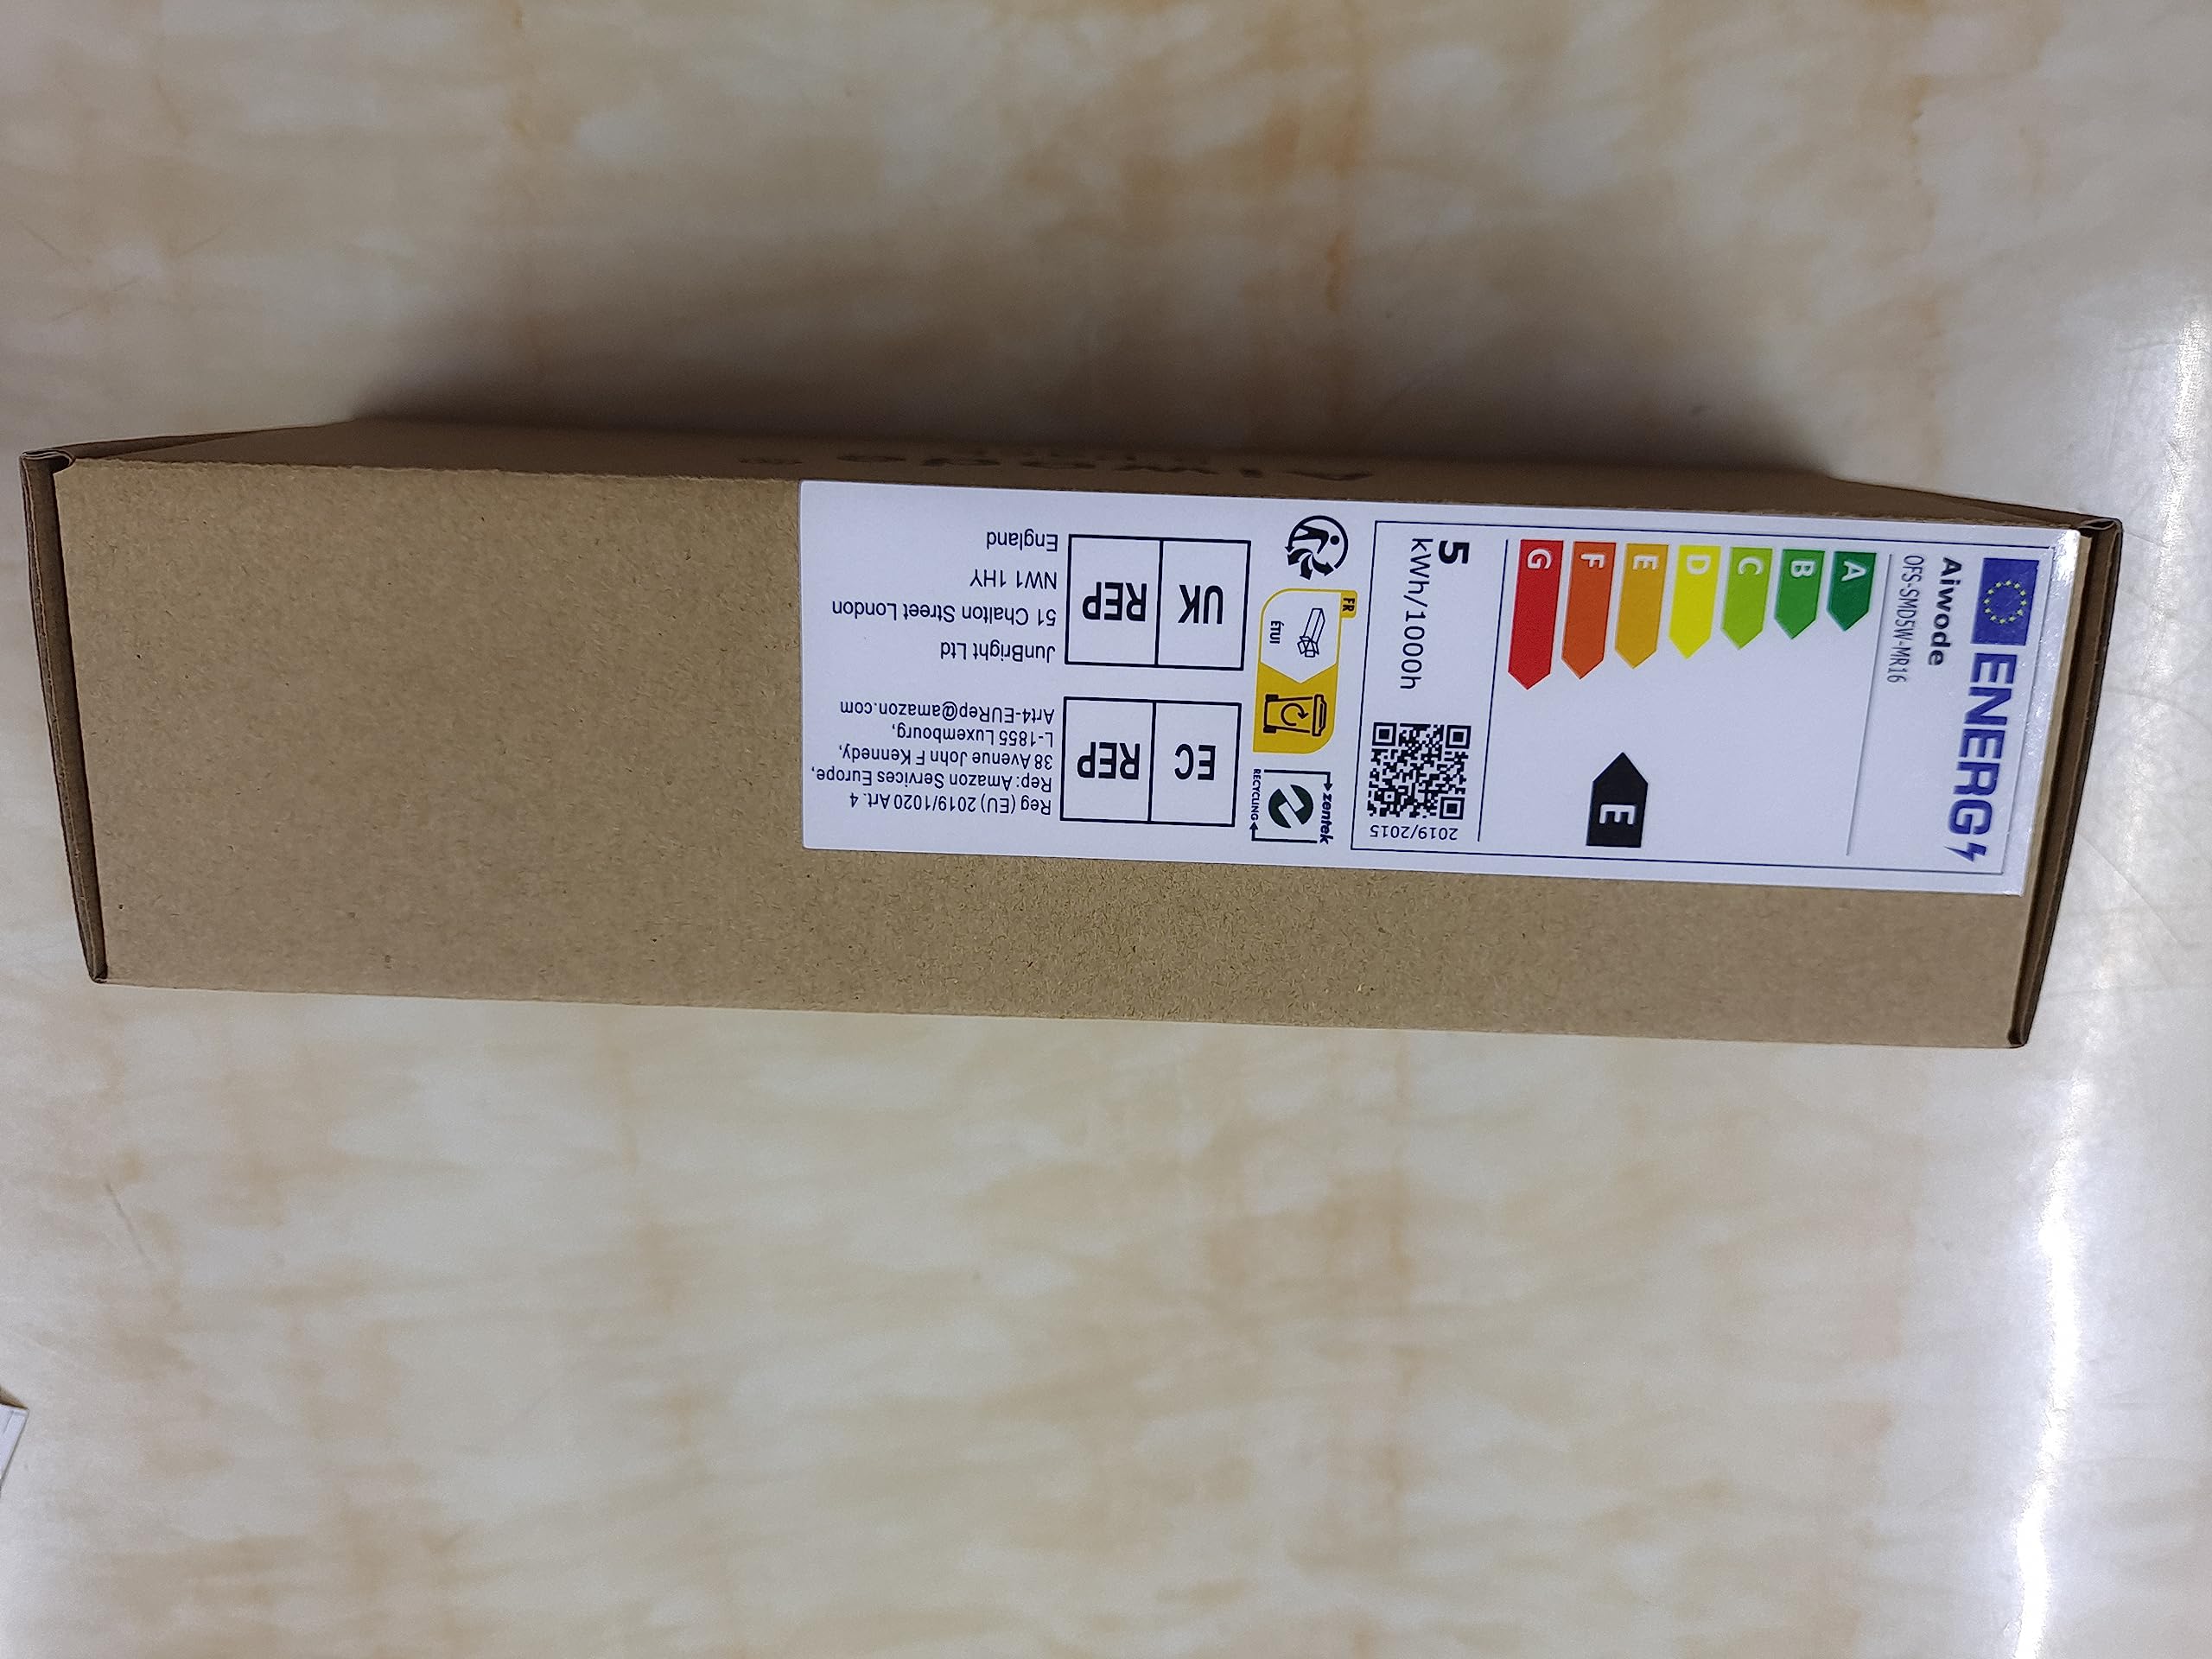 ENERG
Aiwode
OFS-SMD5W-MR16
A
B
C
D
E
F
G
E
5
kWh/1000h
2019/2015
FR
ÉTUI
zentek
RECYCLING
UK REP
JunBright Ltd
51 Chalton Street London
NW1 1HY
England
EC REP
Reg (EU) 2019/1020 Art. 4
Rep: Amazon Services Europe,
38 Avenue John F Kennedy,
L-1855 Luxembourg,
Art4-EURep@amazon.com
Aiwode